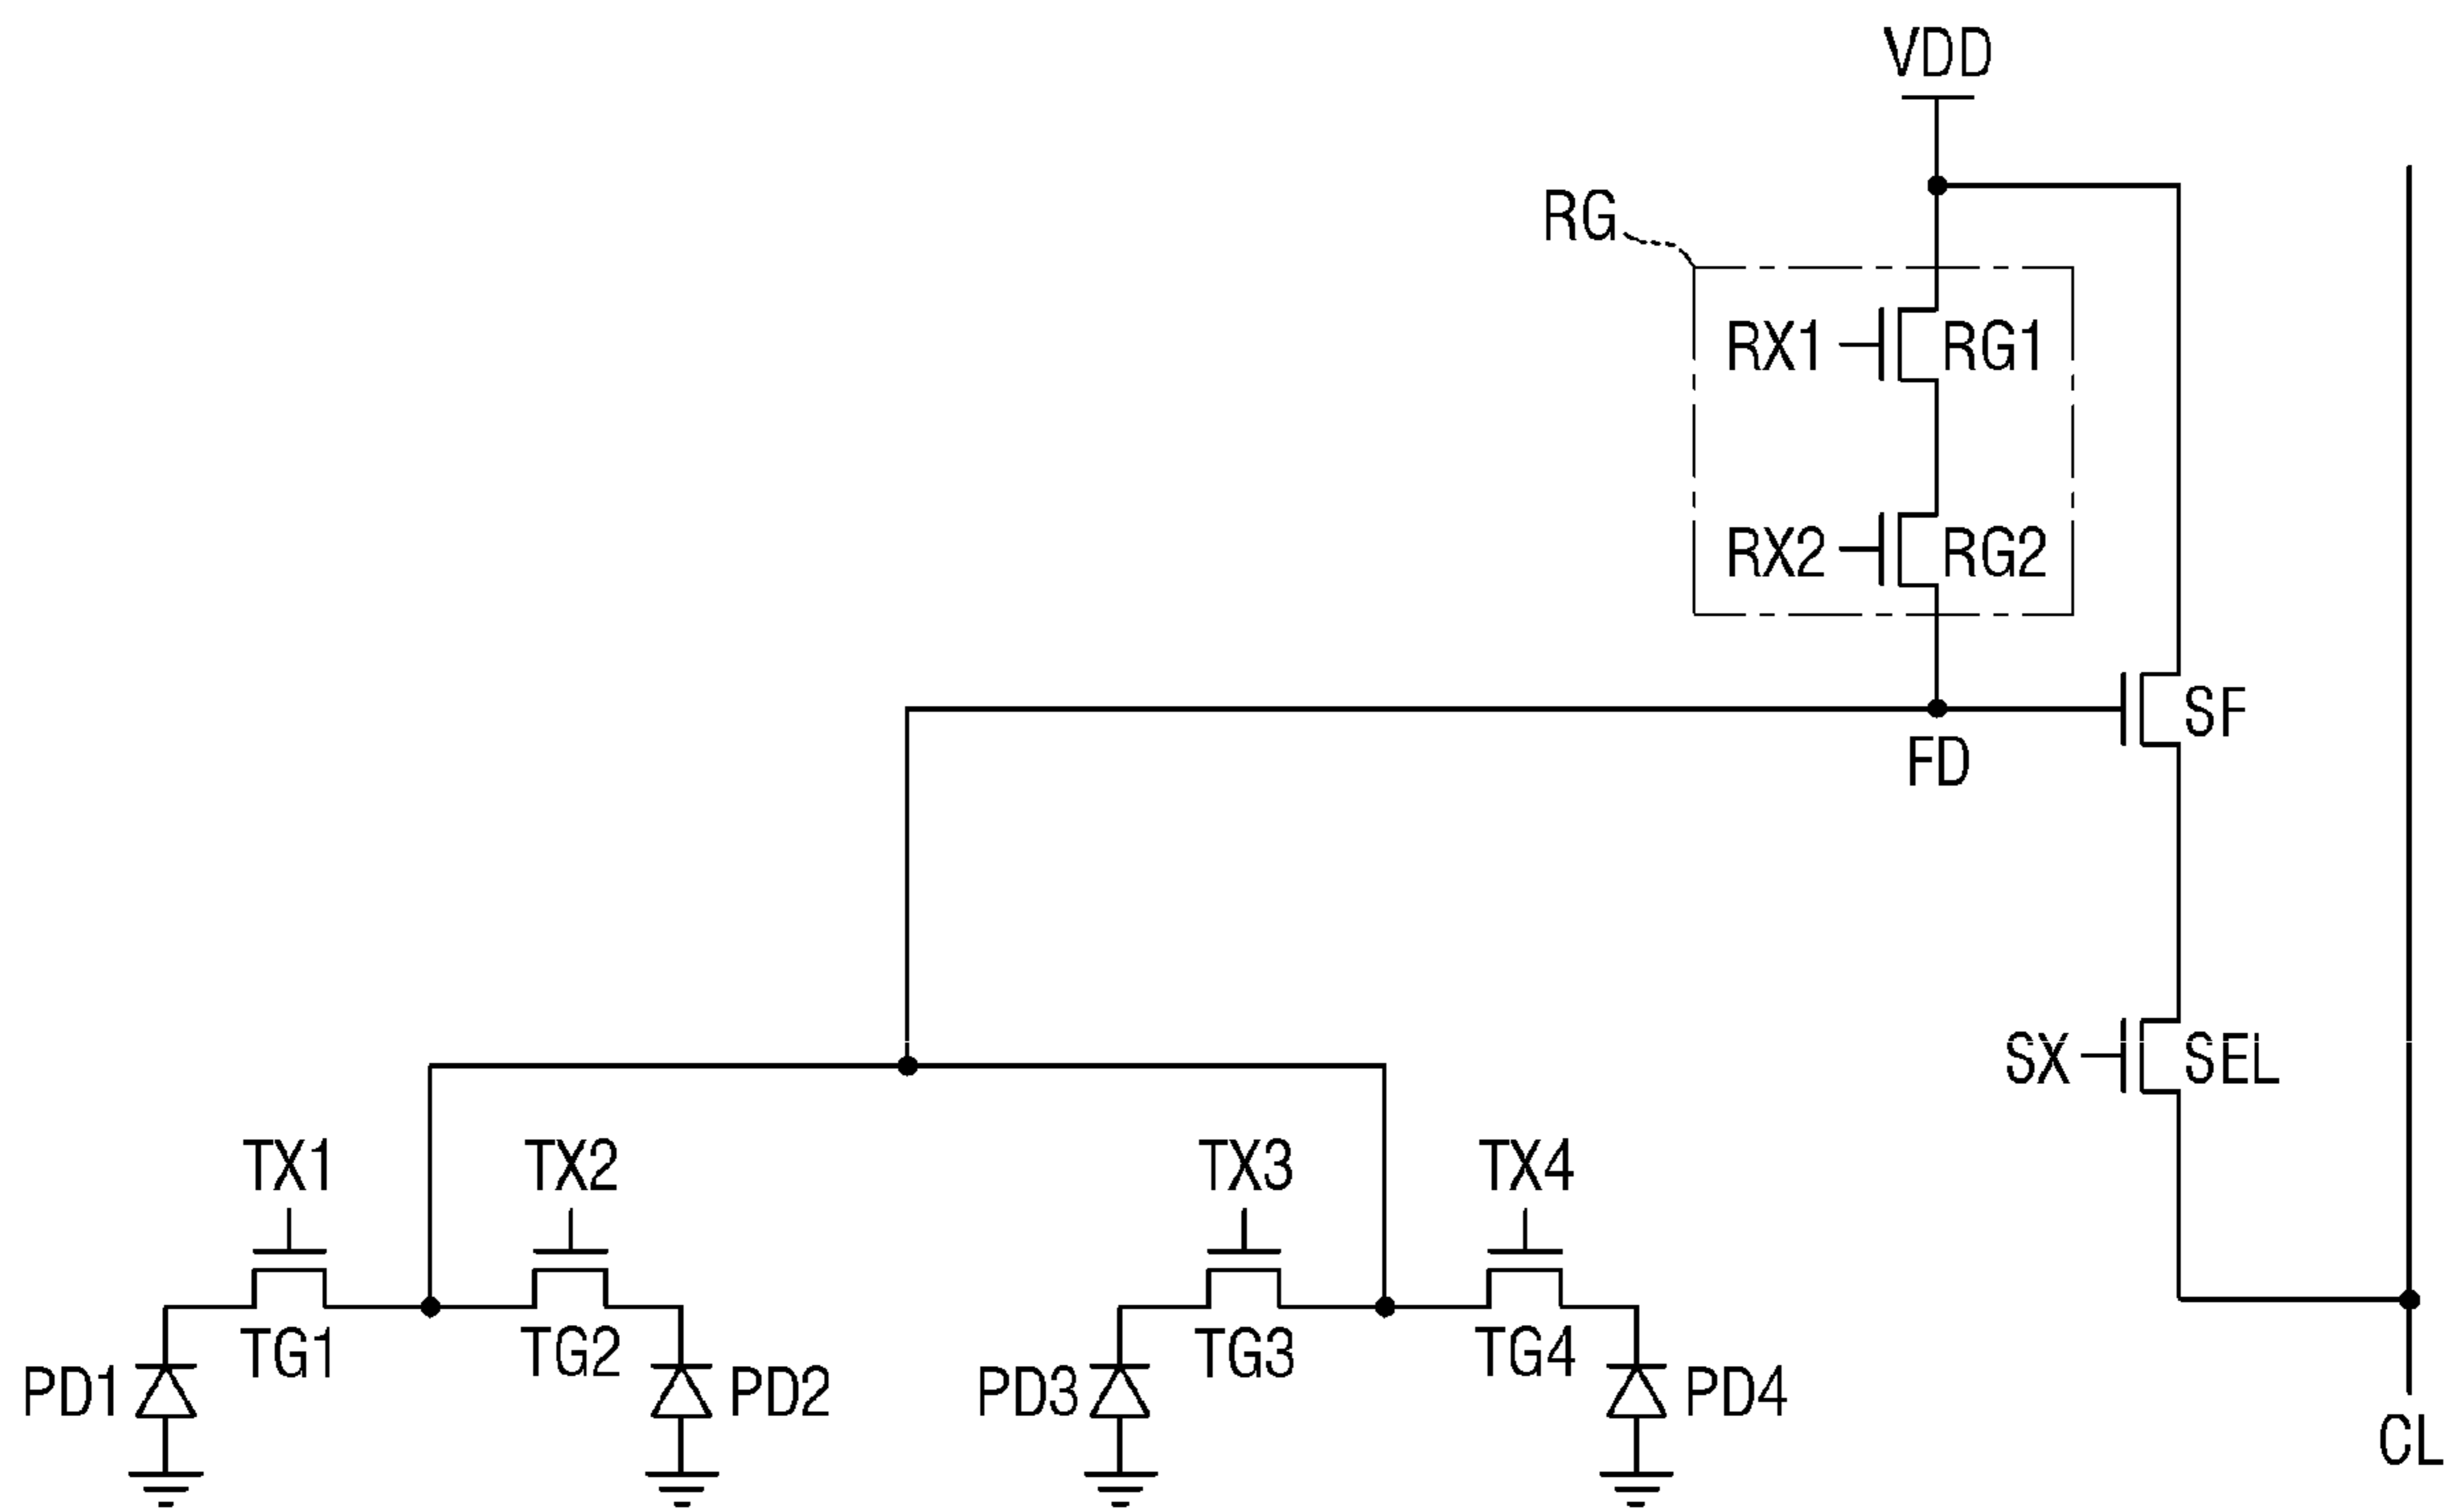 VDD
RG
RX1 RG1
RX2 RG2
SF
FD
SX SEL
TX1 TX2 TX3 TX4
TG1 TG2 TG3 TG4
PD1 PD2 PD3 PD4
CL